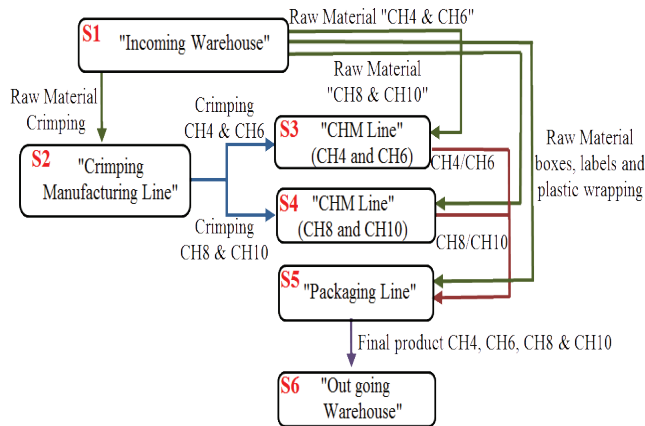 Raw Material "CH4 & CH6"
S1
"Incoming Warehouse"
Raw Material
"CH8 & CH10"
Raw Material
Crimping
Crimping
CH4 & CH6
S3
"CHM Line"
(CH4 and CH6)
Raw Material
boxes, labels and
plastic wrapping
S2
"Crimping
Manufacturing Line"
CH4/CH6
S4
"CHM Line"
(CH8 and CH10)
Crimping
CH8 & CH10
CH8/CH10
S5
"Packaging Line"
Final product CH4, CH6, CH8 & CH10
S6
"Out going
Warehouse"